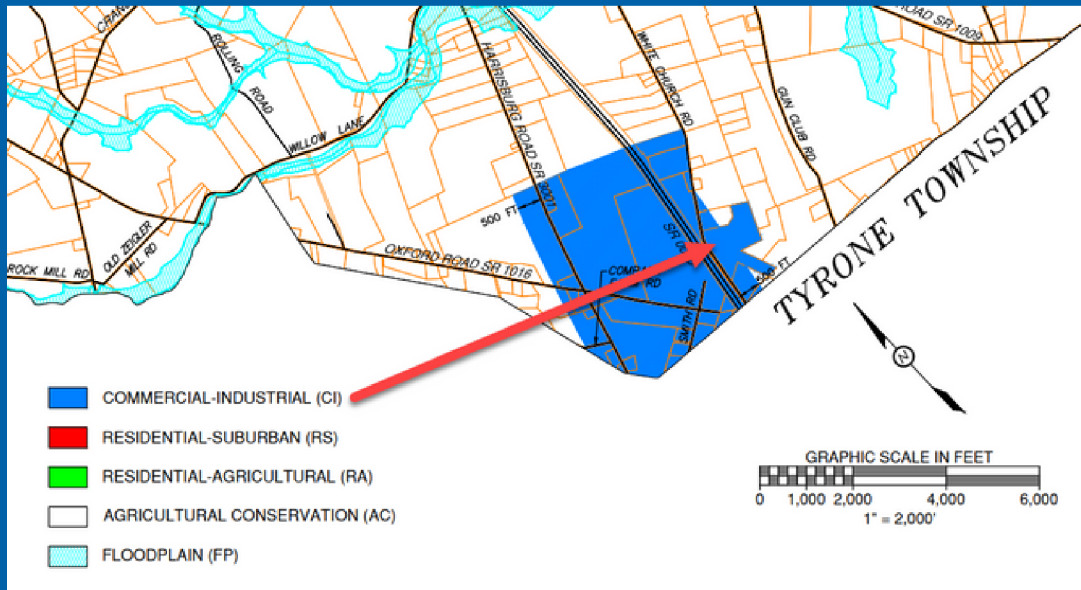 ROLLING
ROAD
HARRISBURG ROAD SR 3001
WHITE CHURCH RD
ROAD SR 1009
GUN CLUB RD
WILLOW LANE
TYRONE TOWNSHIP
500 FT
OLD ZEIGLER
MILL RD
ROCK MILL RD
OXFORD ROAD SR 1016
RD
SMITH RD
500 FT
N
COMMERCIAL-INDUSTRIAL (CI)
RESIDENTIAL-SUBURBAN (RS)
RESIDENTIAL-AGRICULTURAL (RA)
AGRICULTURAL CONSERVATION (AC)
FLOODPLAIN (FP)
GRAPHIC SCALE IN FEET
0 1,000 2,000 4,000 6,000
1" = 2,000'